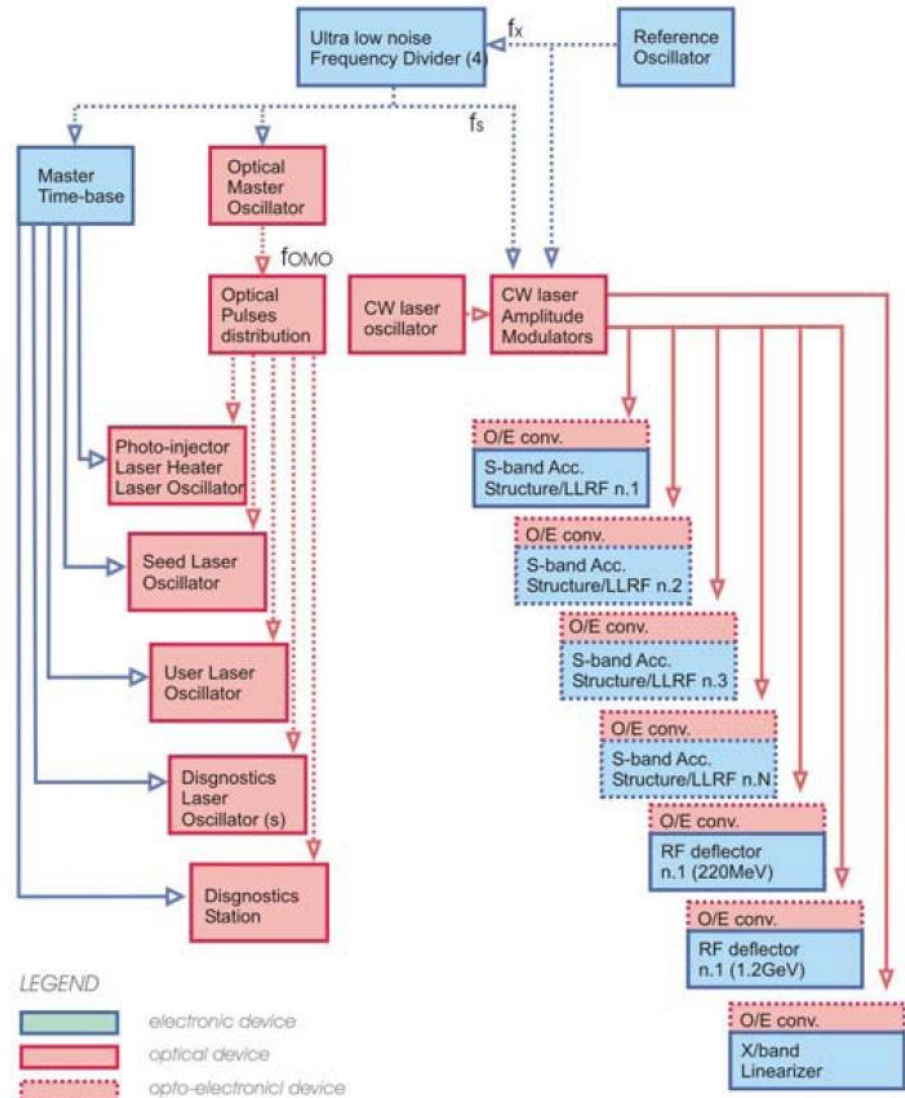 Ultra low noise
Frequency Divider (4)
fx
Reference
Oscillator
fs
Master
Time-base
Optical
Master
Oscillator
fOMO
Optical
Pulses
distribution
CW laser
oscillator
CW laser
Amplitude
Modulators
Photo-injector
Laser Heater
Laser Oscillator
Seed Laser
Oscillator
User Laser
Oscillator
Disgnostics
Laser
Oscillator (s)
Disgnostics
Station
O/E conv.
S-band Acc.
Structure/LLRF n.1
O/E conv.
S-band Acc.
Structure/LLRF n.2
O/E conv.
S-band Acc.
Structure/LLRF n.3
O/E conv.
S-band Acc.
Structure/LLRF n.N
O/E conv.
RF deflector
n.1 (220MeV)
O/E conv.
RF deflector
n.1 (1.2GeV)
O/E conv.
X/band
Linearizer
LEGEND
electronic device
optical device
opto-electronicl device